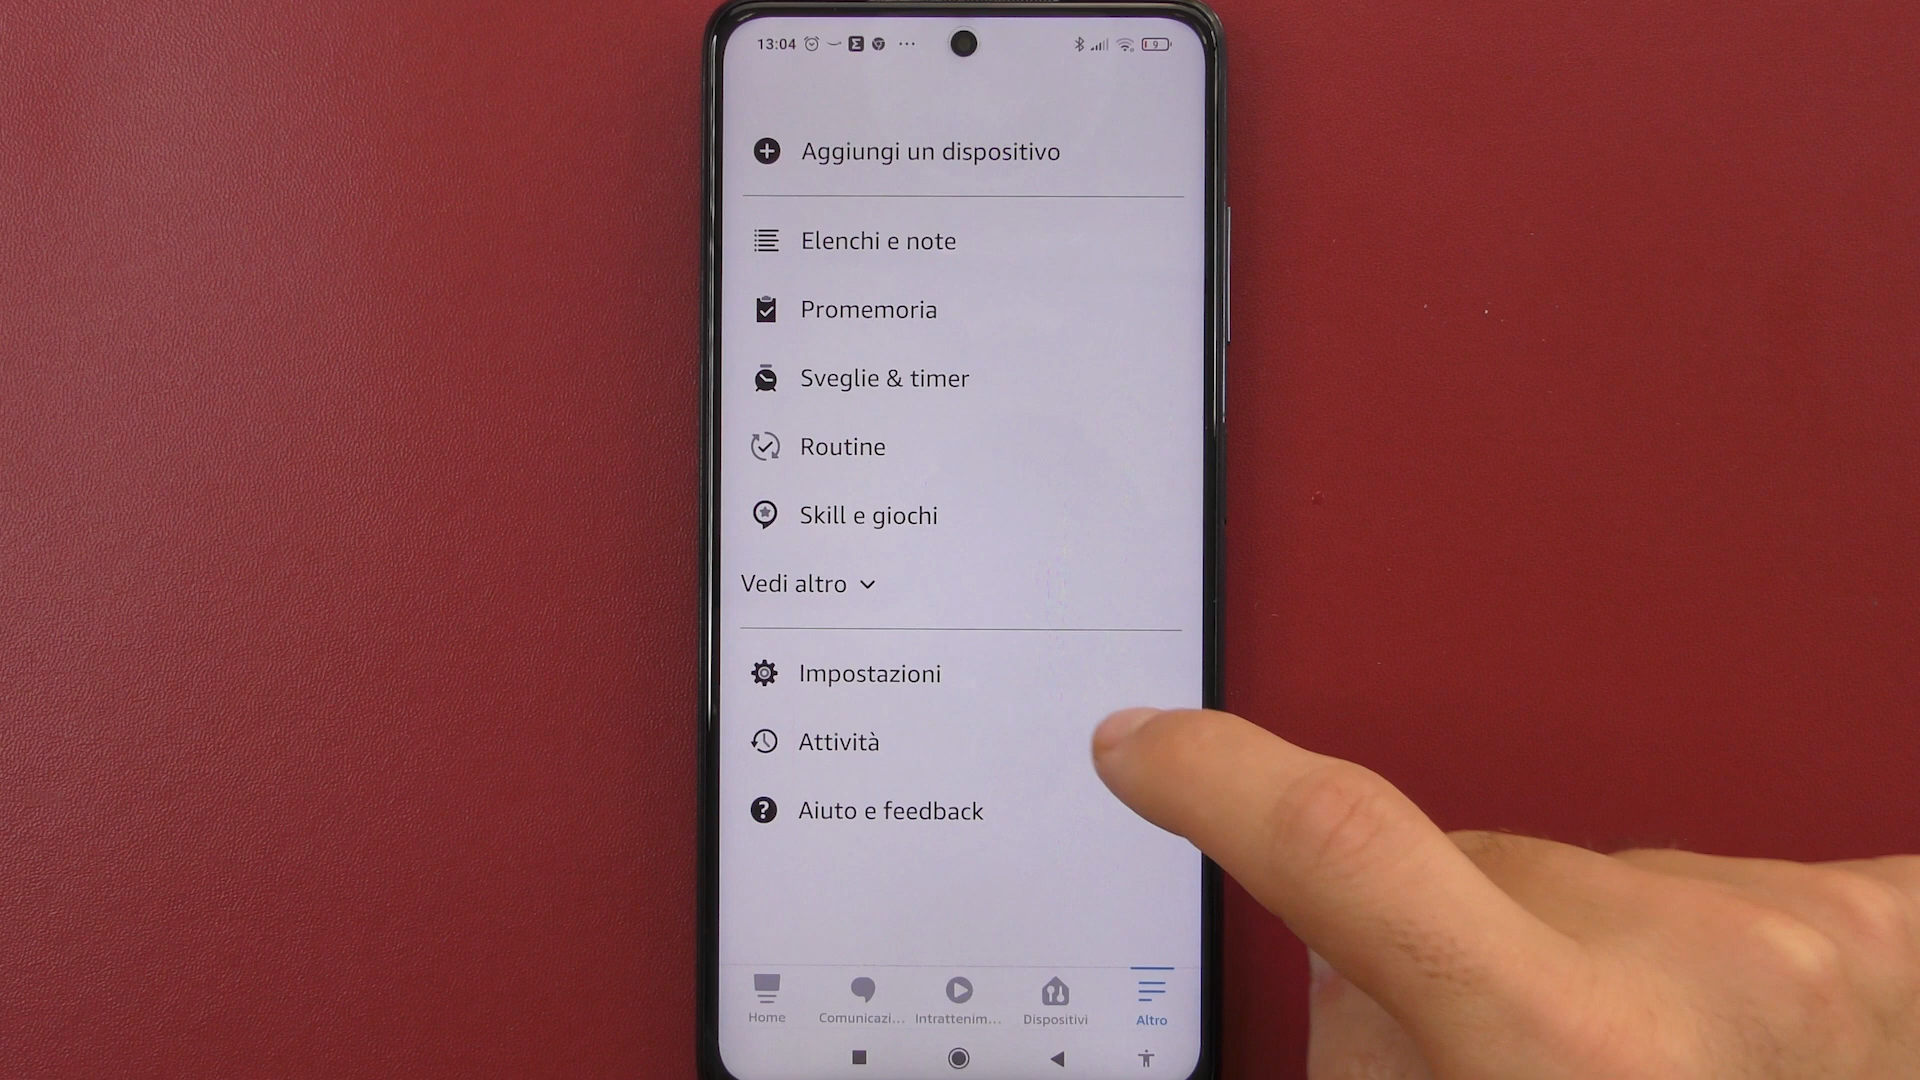 13:04
9
Aggiungi un dispositivo
Elenchi e note
Promemoria
Sveglie & timer
Routine
Skill e giochi
Vedi altro
Impostazioni
Attività
Aiuto e feedback
Home Comunicazi... Intrattenim... Dispositivi Altro